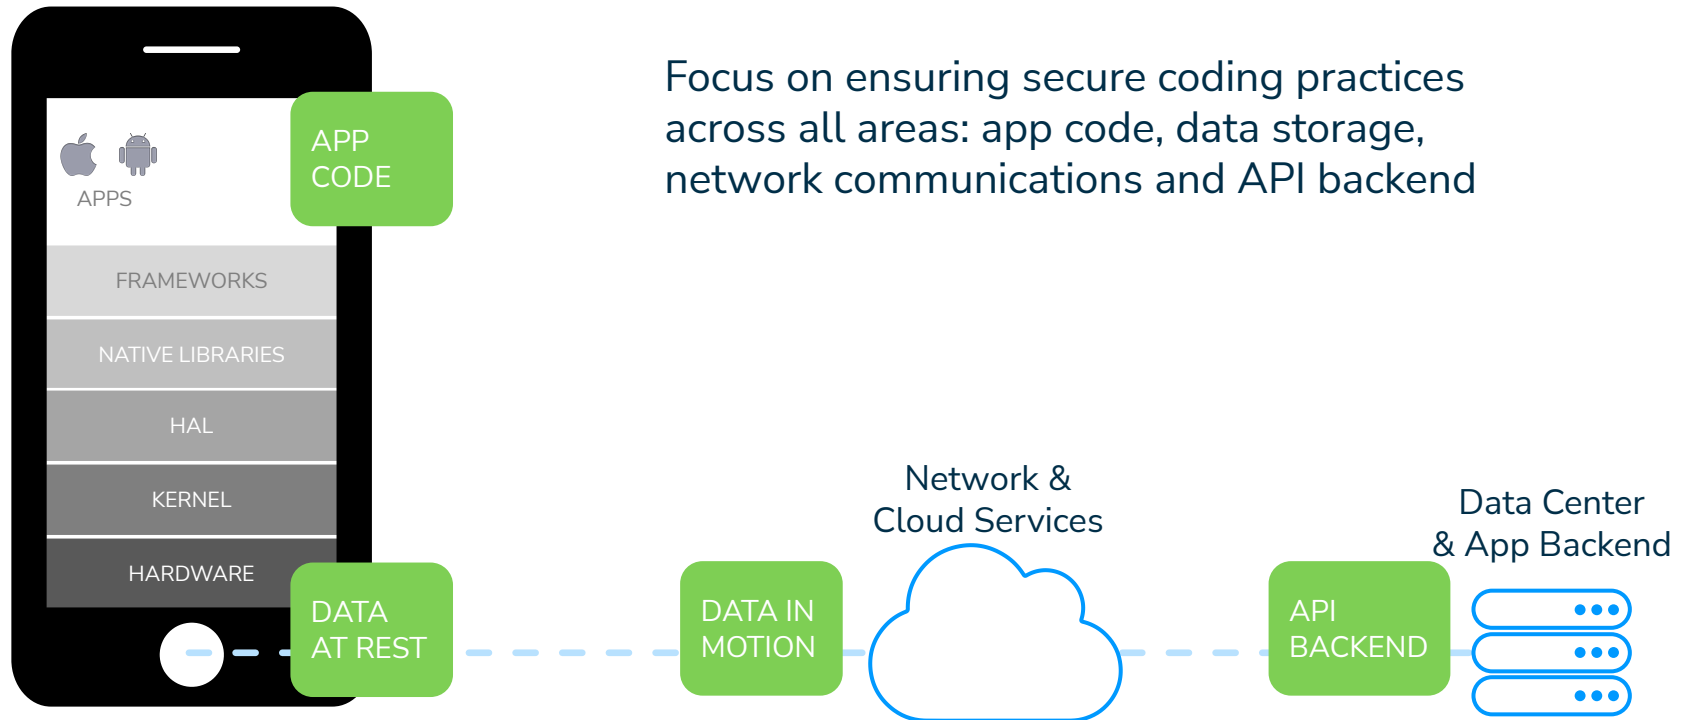 Focus on ensuring secure coding practices
across all areas: app code, data storage,
network communications and API backend
APP
CODE
APPS
FRAMEWORKS
NATIVE LIBRARIES
HAL
KERNEL
HARDWARE
DATA
AT REST
DATA IN
MOTION
Network &
Cloud Services
API
BACKEND
Data Center
& App Backend